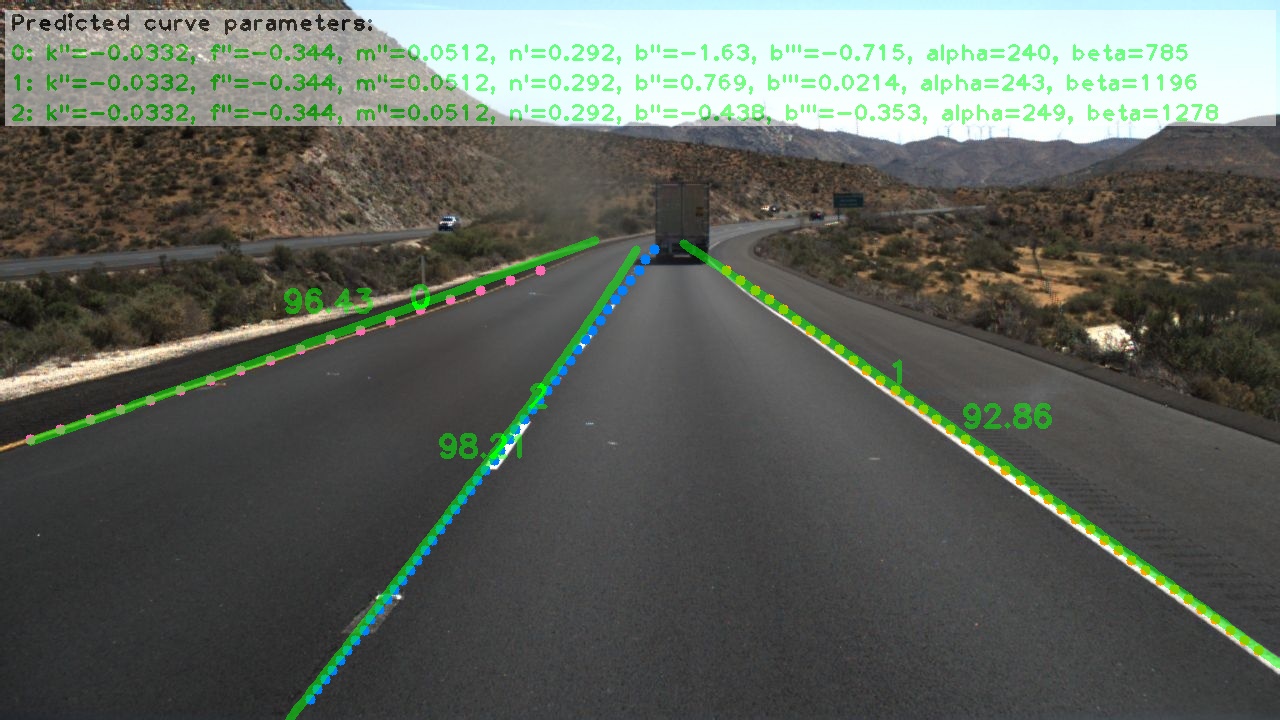 Predicted curve parameters:
0: k''=-0.0332, f''=-0.344, m''=0.0512, n'=0.292, b''=-1.63, b'''=-0.715, alpha=240, beta=785
1: k''=-0.0332, f''=-0.344, m''=0.0512, n'=0.292, b''=0.769, b'''=0.0214, alpha=243, beta=1196
2: k''=-0.0332, f''=-0.344, m''=0.0512, n'=0.292, b''=-0.438, b'''=-0.353, alpha=249, beta=1278
96.43 0
1
2
92.86
98.21